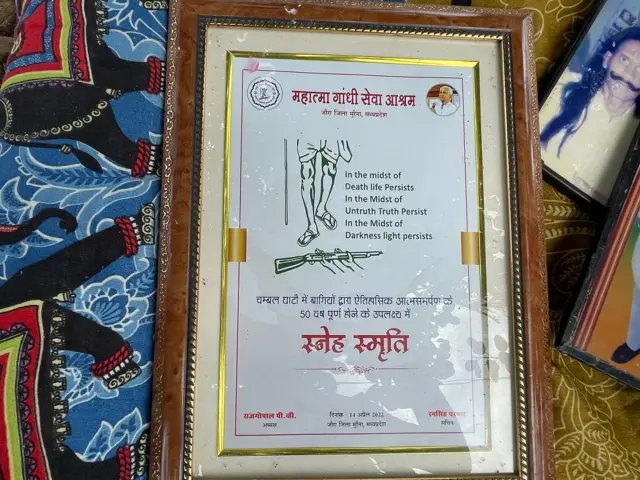 महात्मा गांधी सेवा आश्रम
जौरा जिला मुरैना, मध्यप्रदेश
In the midst of
Death life Persists
In the Midst of
Untruth Truth Persist
In the Midst of
Darkness light persists
चम्बल घाटी में बागियों द्वारा ऐतिहासिक आत्मसमर्पण के
50 वर्ष पूर्ण होने के उपलक्ष्य में
स्नेह स्मृति
राजगोपाल पी.व्ही.
अध्यक्ष
दिनांक 14 अप्रैल 2022
जौरा जिला मुरैना, मध्यप्रदेश
रनसिंह परमार
सचिव